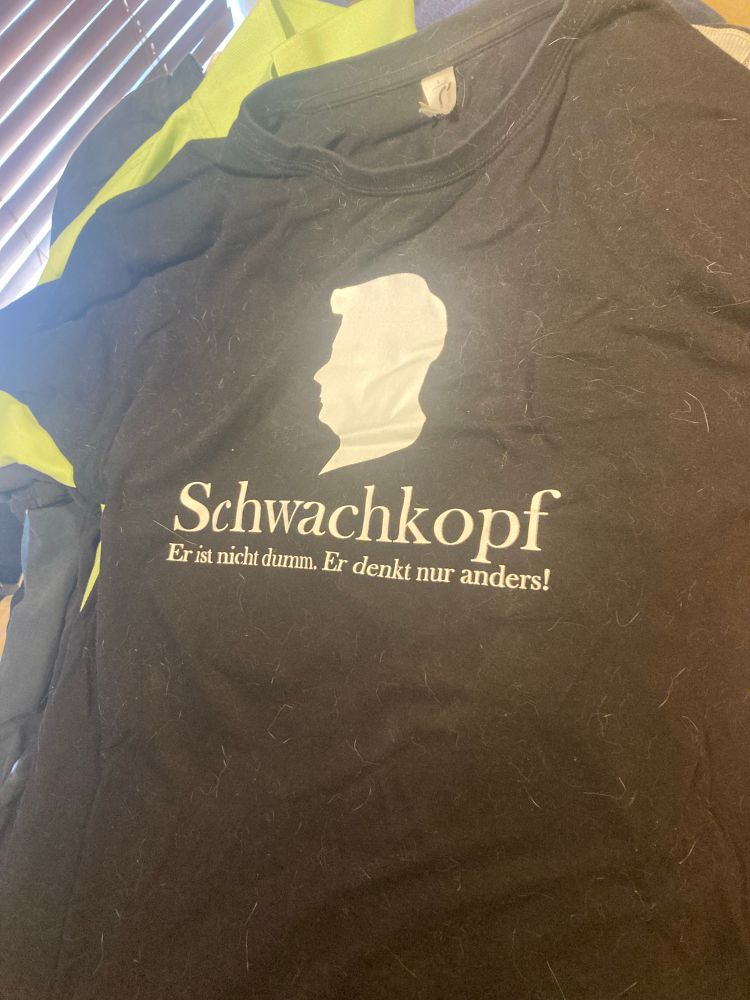 Schwachkopf
Er ist nicht dumm. Er denkt nur anders!